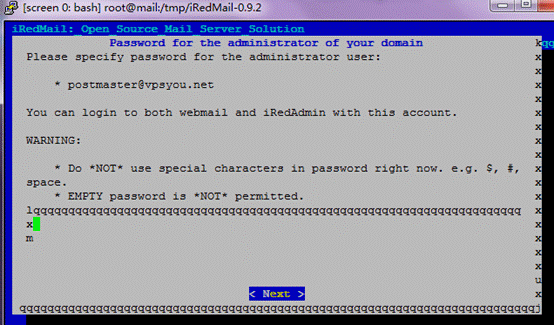 [screen 0: bash] root@mail:/tmp/iRedMail-0.9.2
iRedMail: Open Source Mail Server Solution
Password for the administrator of your domain
kqq
Please specify password for the administrator user:
x
* postmaster@vpsyou.net
x
You can login to both webmail and iRedAdmin with this account.
x
WARNING:
x
* Do *NOT* use special characters in password right now. e.g. $, #,
x
space.
x
* EMPTY password is *NOT* permitted.
x
lqqqqqqqqqqqqqqqqqqqqqqqqqqqqqqqqqqqqqqqqqqqqqqqqqqqqqqqqqqqqqqqqqqqq
x
x
x
m
x
x
x
u
< Next >
x
qqqqqqqqqqqqqqqqqqqqqqqqqqqqqqqqqqqqqqqqqqqqqqqqqqqqqqqqqqqqqqqqqqqqqqqqj